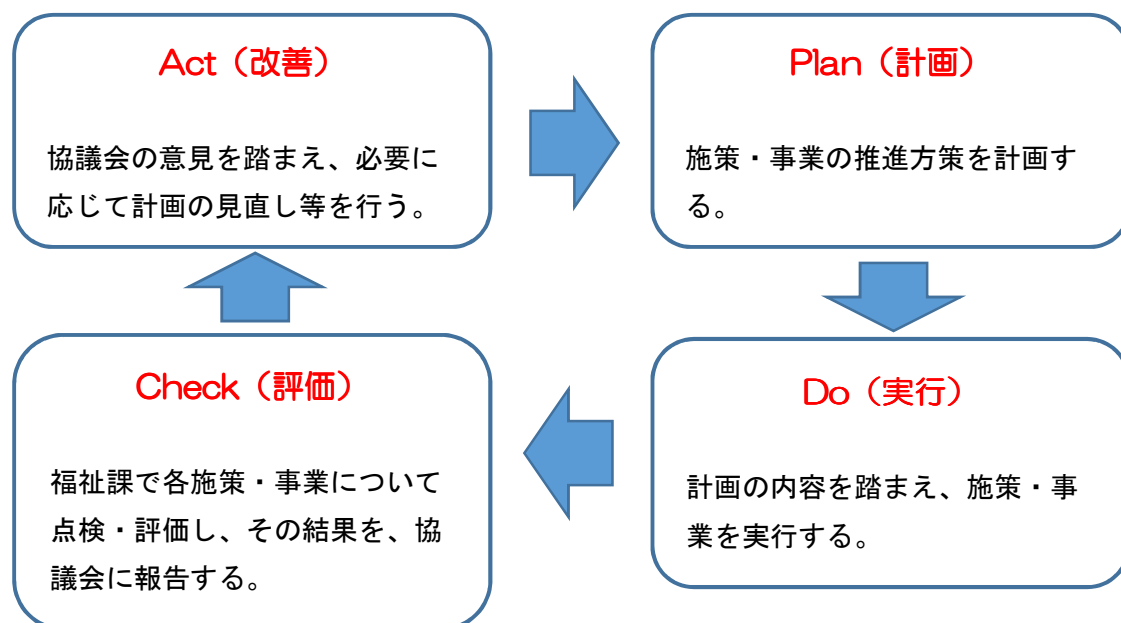 Act（改善）
協議会の意見を踏まえ、必要に
応じて計画の見直し等を行う。
Plan（計画）
施策・事業の推進方策を計画す
る。
Check（評価）
福祉課で各施策・事業について
点検・評価し、その結果を、協
議会に報告する。
Do（実行）
計画の内容を踏まえ、施策・事
業を実行する。